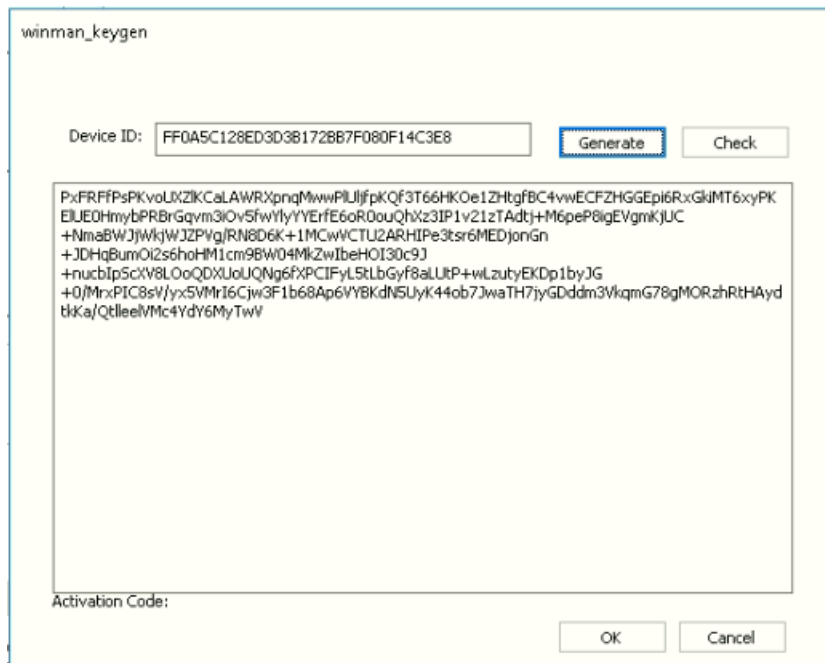 winman_keygen
Device ID: FF0A5C128ED3D3B172BB7F080F14C3E8 Generate Check
PxFRFfPsPKvoUXZlKCaLAWRXpnqMwwPlUljfpKQf3T66HKOe1ZHtgfBC4vwECFZHGGEpi6RxGkiMT6xyPK
ElUE0HmybPRBrGqvm3iOv5fwYlyYYErfE6oR0ouQhXz3IP1v21zTAdtj+M6peP8igEVgmKjUC
+NmaBWJjWkjWJZPVg/RN8D6K+1MCwVCTU2ARHIPe3tsr6MEDjonGn
+JDHqBumOi2s6hoHM1cm9BW04MkZwIbeHOI30c9J
+nucbIpScXV8LOoQDXUoUQNg6fXPCIFyL5tLbGyf8aLUtP+wLzutyEKDp1byJG
+0/MrxPIC8sV/yx5VMrI6Cjw3F1b68Ap6VYBKdN5UyK44ob7JwaTH7jyGDddm3VkqmG78gMORzhRtHAyd
tkKa/QtlleelVMc4YdY6MyTwV
Activation Code:
OK Cancel